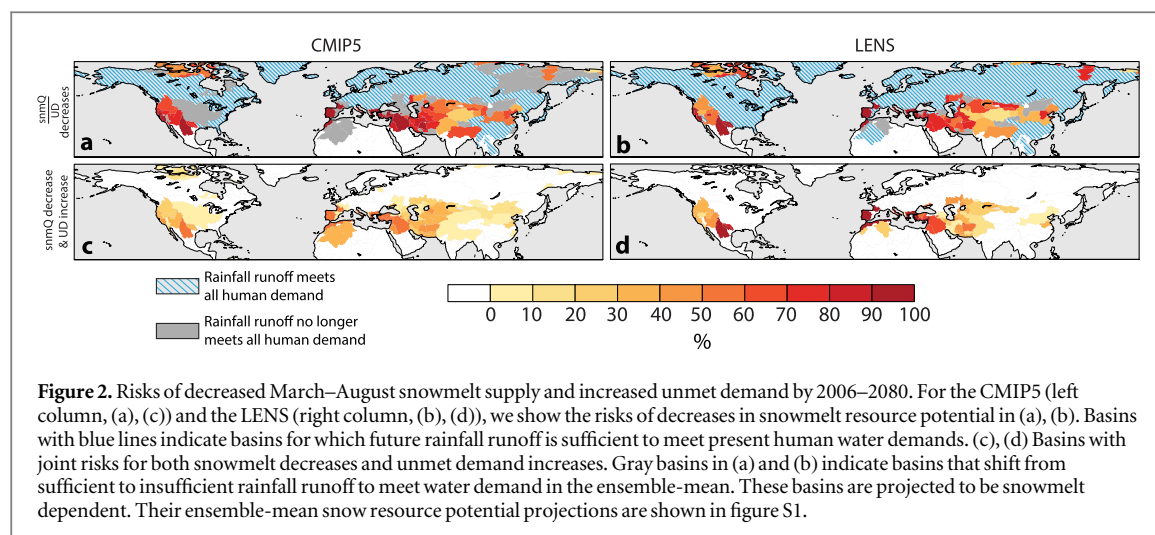 CMIP5
LENS
snmQ
UD
decreases
a
b
snmQ decrease
& UD increase
c
d
Rainfall runoff meets
all human demand
Rainfall runoff no longer
meets all human demand
0 10 20 30 40 50 60 70 80 90 100
%
Figure 2. Risks of decreased March–August snowmelt supply and increased unmet demand by 2006–2080. For the CMIP5 (left
column, (a), (c)) and the LENS (right column, (b), (d)), we show the risks of decreases in snowmelt resource potential in (a), (b). Basins
with blue lines indicate basins for which future rainfall runoff is sufficient to meet present human water demands. (c), (d) Basins with
joint risks for both snowmelt decreases and unmet demand increases. Gray basins in (a) and (b) indicate basins that shift from
sufficient to insufficient rainfall runoff to meet water demand in the ensemble-mean. These basins are projected to be snowmelt
dependent. Their ensemble-mean snow resource potential projections are shown in figure S1.